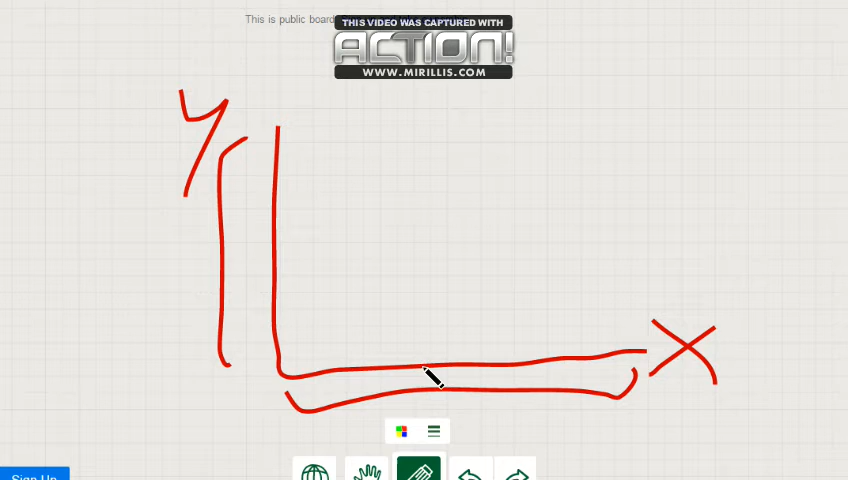 This is public board
THIS VIDEO WAS CAPTURED WITH
ACTION!
WWW.MIRILLIS.COM
y
X
Sign Up